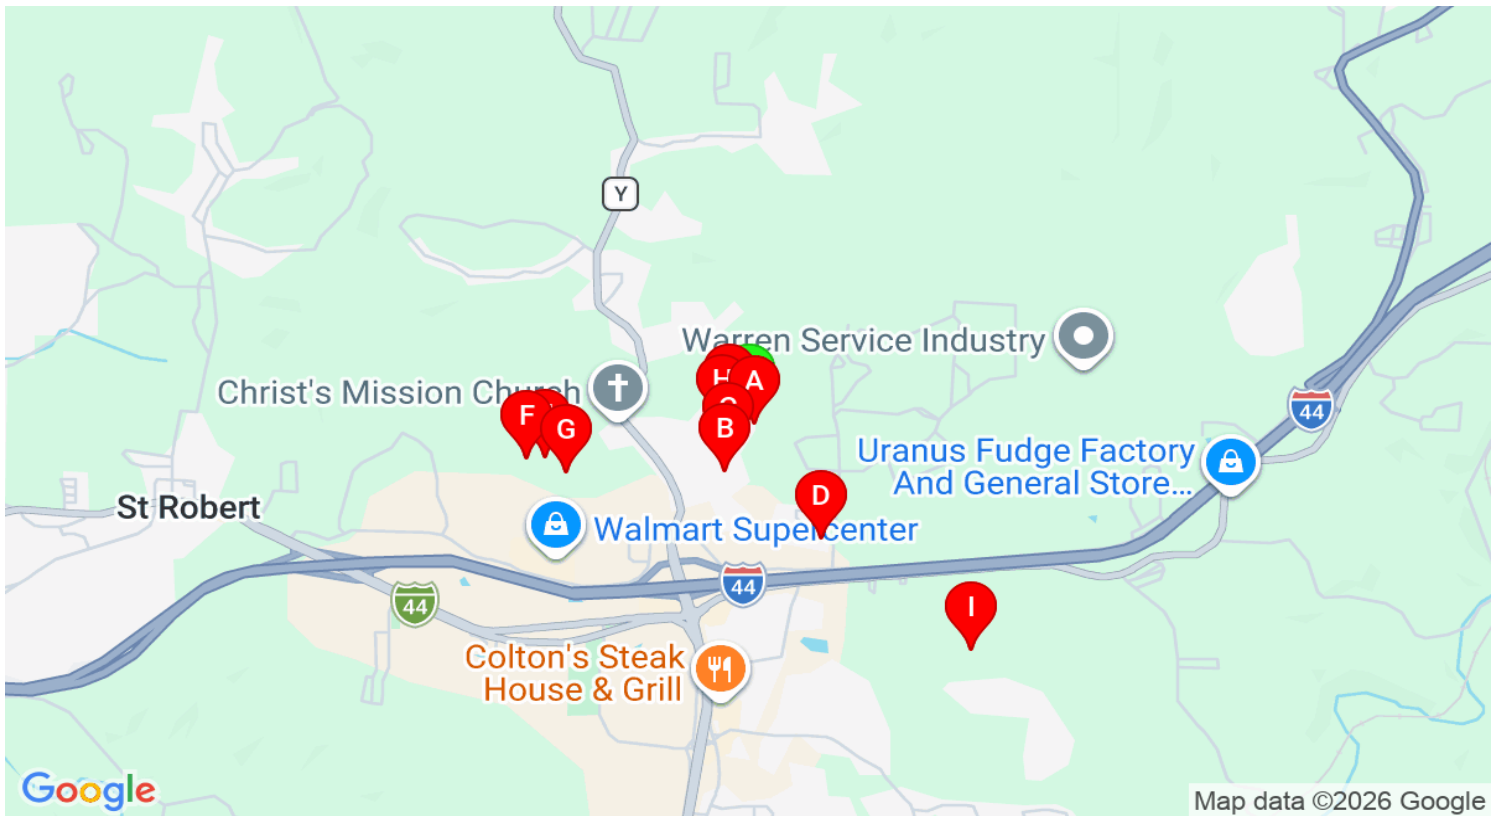 Y
Warren Service Industry
Christ's Mission Church
H
A
F
G
B
44
Uranus Fudge Factory
And General Store...
D
St Robert
Walmart Supercenter
44
44
I
Colton's Steak
House & Grill
Google
Map data ©2026 Google